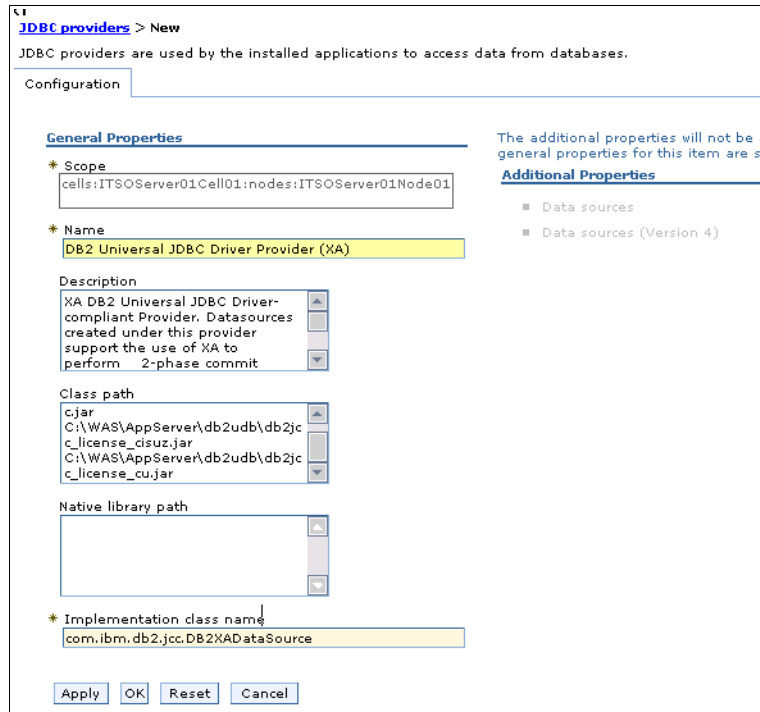 JDBC providers > New
JDBC providers are used by the installed applications to access data from databases.
Configuration
General Properties
* Scope
cells:ITSOServer01Cell01:nodes:ITSOServer01Node01
* Name
DB2 Universal JDBC Driver Provider (XA)
Description
XA DB2 Universal JDBC Driver-
compliant Provider. Datasources
created under this provider
support the use of XA to
perform 2-phase commit
Class path
c.jar
C:\WAS\AppServer\db2udb\db2jc
c_license_cisuz.jar
C:\WAS\AppServer\db2udb\db2jc
c_license_cu.jar
Native library path
* Implementation class name
com.ibm.db2.jcc.DB2XADataSource
Apply OK Reset Cancel
The additional properties will not be
general properties for this item are s
Additional Properties
Data sources
Data sources (Version 4)